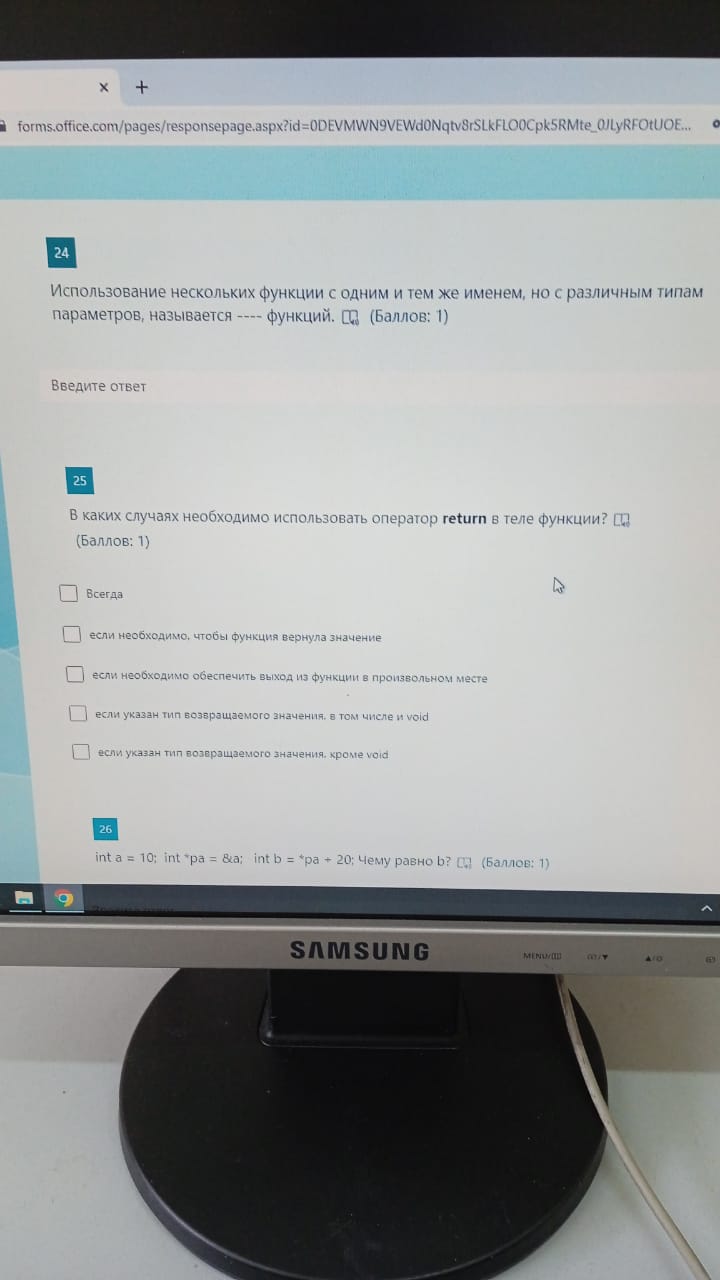 × +
forms.office.com/pages/responsepage.aspx?id=0DEVMWN9VEWd0Nqtv8rSLkFLO0Cpk5RMte_0JLyRFOtUOE...
24
Использование нескольких функции с одним и тем же именем, но с различным типам
параметров, называется ---- функций. (Баллов: 1)
Введите ответ
25
В каких случаях необходимо использовать оператор return в теле функции?
(Баллов: 1)
Всегда
если необходимо, чтобы функция вернула значение
если необходимо обеспечить выход из функции в произвольном месте
если указан тип возвращаемого значения, в том числе и void
если указан тип возвращаемого значения, кроме void
26
int a = 10; int *pa = &a; int b = *pa + 20; Чему равно b? (Баллов: 1)
SAMSUNG
MENU/